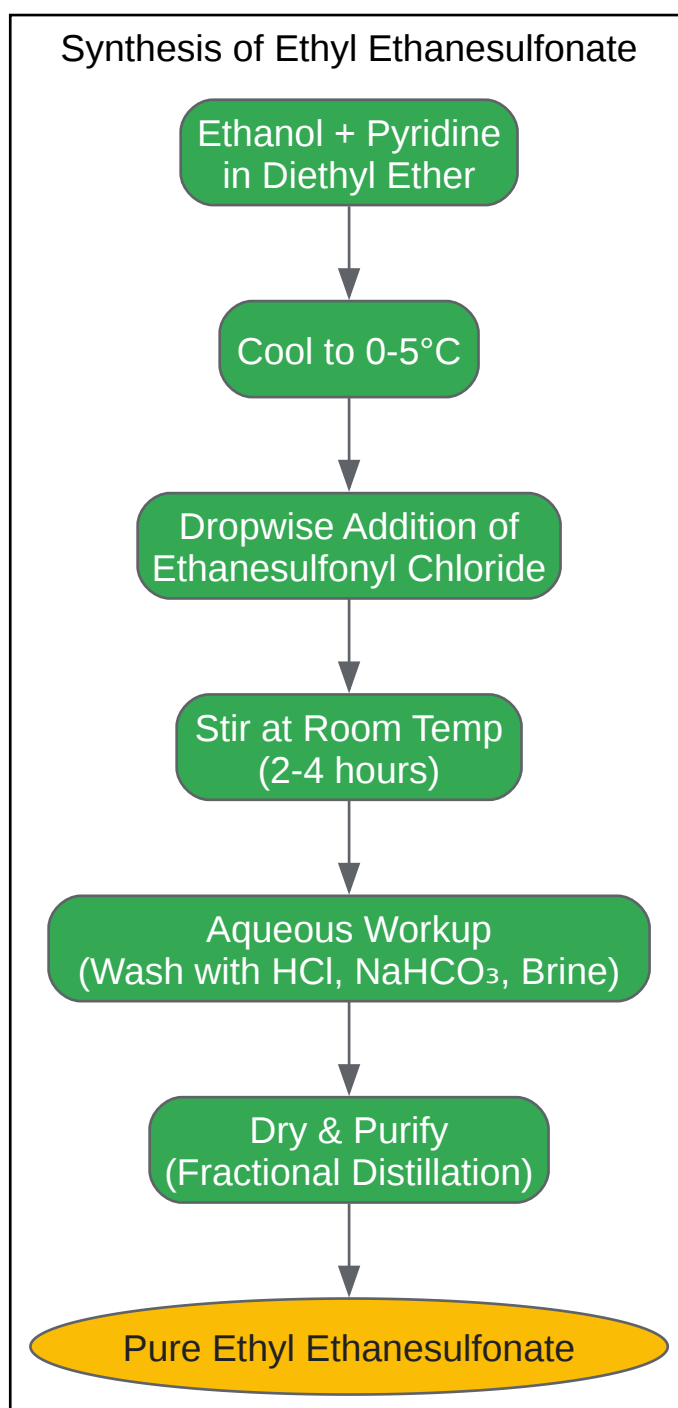 Synthesis of Ethyl Ethanesulfonate
Ethanol + Pyridine
in Diethyl Ether
Cool to 0-5°C
Dropwise Addition of
Ethanesulfonyl Chloride
Stir at Room Temp
(2-4 hours)
Aqueous Workup
(Wash with HCl, NaHCO₃, Brine)
Dry & Purify
(Fractional Distillation)
Pure Ethyl Ethanesulfonate